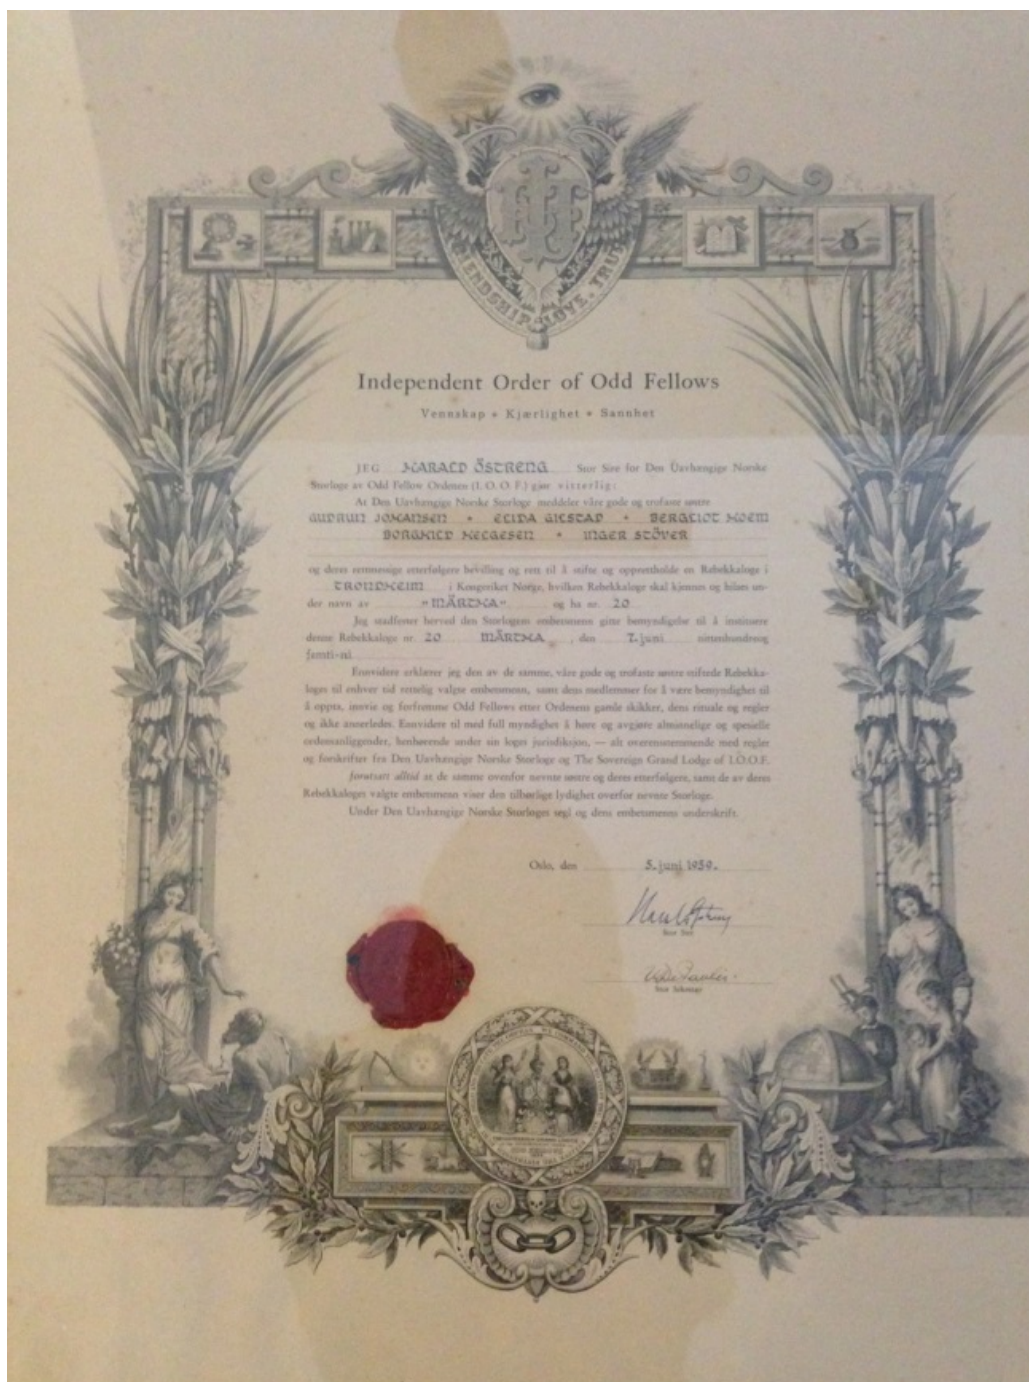 FRIENDSHIP, LOVE, TRUTH
Independent Order of Odd Fellows
Vennskap * Kjærlighet * Sannhet
JEG HARALD ÖSTRENG Stor Sire for Den Uavhængige Norske
Storloge av Odd Fellow Ordenen (I. O. O. F.) gjør vitterlig:
At Den Uavhængige Norske Storloge meddeler våre gode og trofaste søstre
GUDRUN JOHANSEN * ELIDA GILSTAD * BERGLIOT MOEM
BORGHILD HELGESEN * INGER STÖVER
og deres rettmessige etterfølgere bevilling og rett til å stifte og opprettholde en Rebekkaloge i
TRONDHEIM i Kongeriket Norge, hvilken Rebekkaloge skal kjennes og hilses un-
der navn av "MÄRTHA" og ha nr. 20
Jeg stadfester herved den Storlogens embetsmenn gitte bemyndigelse til å instituere
denne Rebekkaloge nr. 20 MÄRTHA, den 7. juni nittenhundreog
femti-ni
Ennvidere erklærer jeg den av de samme, våre gode og trofaste søstre stiftede Rebekka-
loges til enhver tid rettelig valgte embetsmenn, samt dens medlemmer for å være bemyndighet til
å oppta, innvie og forfremme Odd Fellows etter Ordenens gamle skikker, dens rituale og regler
og ikke anderledes. Ennvidere til med full myndighet å høre og avgjøre alminnelige og spesielle
ordensanliggender, henhørende under sin loges jurisdiksjon, — alt overensstemmende med regler
og forskrifter fra Den Uavhængige Norske Storloge og The Sovereign Grand Lodge of I.O.O.F.
forutsatt alltid at de samme ovenfor nevnte søstre og deres etterfølgere, samt de av deres
Rebekkaloges valgte embetsmenn viser den tilbørlige lydighet overfor nevnte Storloge.
Under Den Uavhængige Norske Storloges segl og dens embetsmenns underskrift.
Oslo, den 5. juni 1959.
Stor Sire
Stor Sekretær